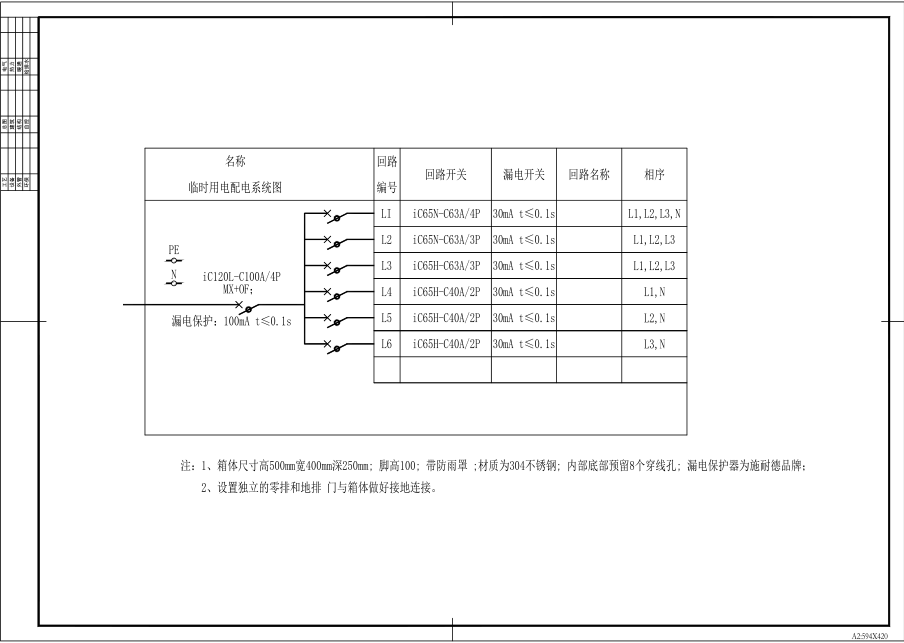 名称
临时用电配电系统图
回路
编号
回路开关
漏电开关
回路名称
相序
L1 iC65N-C63A/4P 30mA t≤0.1s L1,L2,L3,N
L2 iC65N-C63A/3P 30mA t≤0.1s L1,L2,L3
L3 iC65H-C63A/3P 30mA t≤0.1s L1,L2,L3
L4 iC65H-C40A/2P 30mA t≤0.1s L1,N
L5 iC65H-C40A/2P 30mA t≤0.1s L2,N
L6 iC65H-C40A/2P 30mA t≤0.1s L3,N
PE
N
iC120L-C100A/4P
MX+OF;
漏电保护: 100mA t≤0.1s
注: 1、箱体尺寸高500mm宽400mm深250mm; 脚高100; 带防雨罩 ;材质为304不锈钢; 内部底部预留8个穿线孔; 漏电保护器为施耐德品牌;
2、设置独立的零排和地排 门与箱体做好接地连接。
A2:594X420